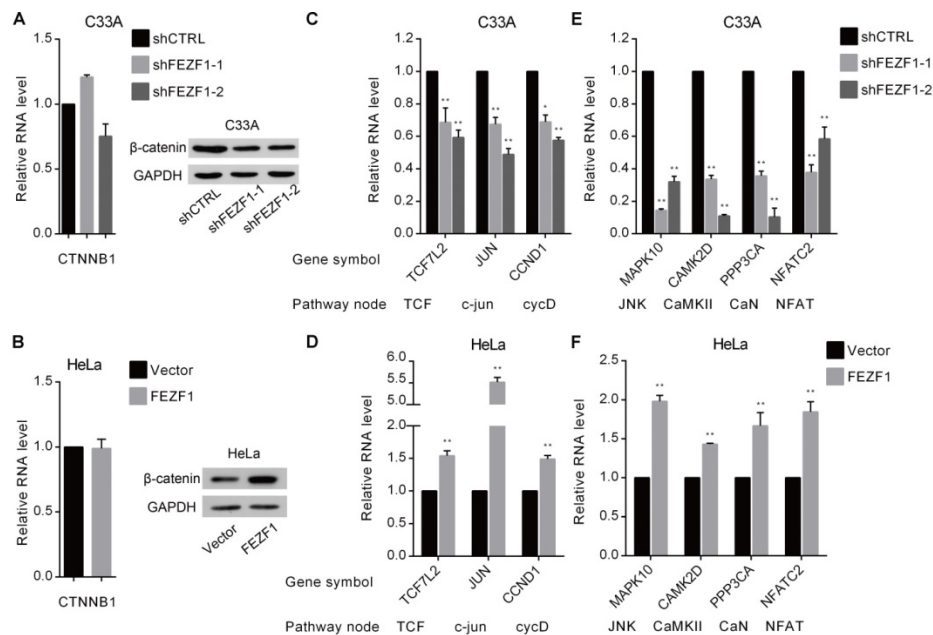 A
C33A
Relative RNA level
1.5
1.0
0.5
0.0
CTNNB1
shCTRL
shFEZF1-1
shFEZF1-2
C33A
β-catenin
GAPDH
shCTRL
shFEZF1-1
shFEZF1-2
C
C33A
Relative RNA level
1.2
1.0
0.8
0.6
0.4
0.2
0.0
** **
** **
* **
Gene symbol
TCF7L2
JUN
CCND1
Pathway node
TCF
c-jun
cycD
E
C33A
shCTRL
shFEZF1-1
shFEZF1-2
Relative RNA level
1.2
1.0
0.8
0.6
0.4
0.2
0.0
** **
** **
** **
** **
MAPK10
CAMK2D
PPP3CA
NFATC2
JNK
CaMKII
CaN
NFAT
B
HeLa
Relative RNA level
1.5
1.0
0.5
0.0
CTNNB1
Vector
FEZF1
HeLa
β-catenin
GAPDH
Vector
FEZF1
D
HeLa
Relative RNA level
6.0
5.5
5.0
2.0
1.5
1.0
0.5
0.0
**
**
**
Gene symbol
TCF7L2
JUN
CCND1
Pathway node
TCF
c-jun
cycD
F
HeLa
Vector
FEZF1
Relative RNA level
2.5
2.0
1.5
1.0
0.5
0.0
**
**
**
**
MAPK10
CAMK2D
PPP3CA
NFATC2
JNK
CaMKII
CaN
NFAT